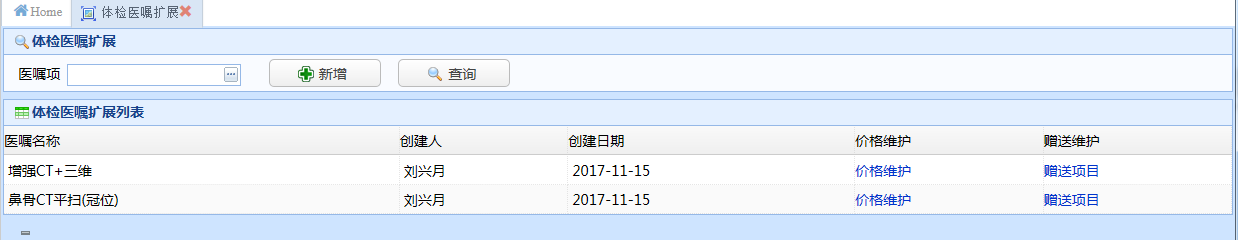 Home 体检医嘱扩展
体检医嘱扩展
医嘱项 新增 查询
体检医嘱扩展列表
医嘱名称 创建人 创建日期 价格维护 赠送维护
增强CT+三维 刘兴月 2017-11-15 价格维护 赠送项目
鼻骨CT平扫(冠位) 刘兴月 2017-11-15 价格维护 赠送项目